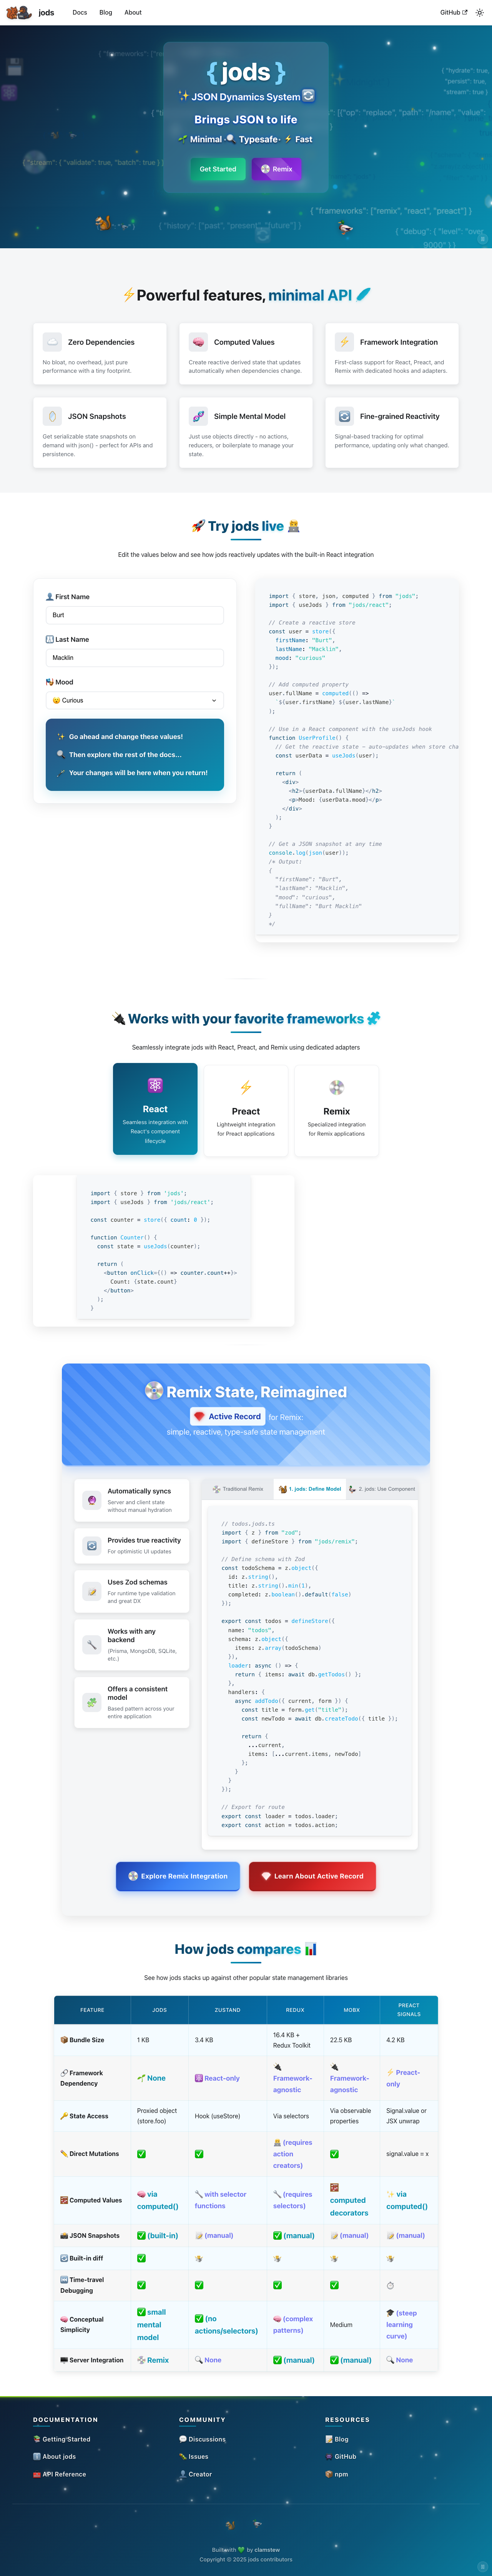 jods
Docs
Blog
About
GitHub
{ jods }
✨ JSON Dynamics System 🔄
Brings JSON to life
🌱 Minimal 🔍 Typesafe ⚡ Fast
Get Started
💿 Remix
{ "hydrate": true,
"persist": true,
"stream": true }
{ "stream": { "validate": true, "batch": true } }
{ "history": ["past", "present", "future"] }
{ "frameworks": ["remix", "react", "preact"] }
{ "debug": { "level": "over
9000" } }
⚡Powerful features, minimal API
Zero Dependencies
No bloat, no overhead, just pure
performance with a tiny footprint.
Computed Values
Create reactive derived state that updates
automatically when dependencies change.
Framework Integration
First-class support for React, Preact, and
Remix with dedicated hooks and adapters.
JSON Snapshots
Get serializable state snapshots on
demand with json() - perfect for APIs and
persistence.
Simple Mental Model
Just use objects directly - no actions,
reducers, or boilerplate to manage your
state.
Fine-grained Reactivity
Signal-based tracking for optimal
performance, updating only what changed.
🚀 Try jods live
Edit the values below and see how jods reactively updates with the built-in React integration
First Name
Burt
Last Name
Macklin
Mood
Curious
✨ Go ahead and change these values!
🔍 Then explore the rest of the docs...
Your changes will be here when you return!
import { store, json, computed } from "jods";
import { useJods } from "jods/react";
// Create a reactive store
const user = store({
firstName: "Burt",
lastName: "Macklin",
mood: "curious"
});
// Add computed property
user.fullName = computed(() =>
`${user.firstName} ${user.lastName}`
);
// Use in a React component with the useJods hook
function UserProfile() {
// Get the reactive state - auto-updates when store cha
const userData = useJods(user);
return (
<div>
<h2>{userData.fullName}</h2>
<p>Mood: {userData.mood}</p>
</div>
);
}
// Get a JSON snapshot at any time
console.log(json(user));
/* Output:
{
"firstName": "Burt",
"lastName": "Macklin",
"mood": "curious",
"fullName": "Burt Macklin"
}
*/
🔌 Works with your favorite frameworks 🧩
Seamlessly integrate jods with React, Preact, and Remix using dedicated adapters
React
Seamless integration with
React's component
lifecycle
Preact
Lightweight integration
for Preact applications
Remix
Specialized integration
for Remix applications
import { store } from 'jods';
import { useJods } from 'jods/react';
const counter = store({ count: 0 });
function Counter() {
const state = useJods(counter);
return (
<button onClick={() => counter.count++}>
Count: {state.count}
</button>
);
}
💿 Remix State, Reimagined
Active Record for Remix:
simple, reactive, type-safe state management
Automatically syncs
Server and client state
without manual hydration
Provides true reactivity
For optimistic UI updates
Uses Zod schemas
For runtime type validation
and great DX
Works with any
backend
(Prisma, MongoDB, SQLite,
etc.)
Offers a consistent
model
Based pattern across your
entire application
Traditional Remix
1. jods: Define Model
2. jods: Use Component
// todos.jods.ts
import { z } from "zod";
import { defineStore } from "jods/remix";
// Define schema with Zod
const todoSchema = z.object({
id: z.string(),
title: z.string().min(1),
completed: z.boolean().default(false)
});
export const todos = defineStore({
name: "todos",
schema: z.object({
items: z.array(todoSchema)
}),
loader: async () => {
return { items: await db.getTodos() };
},
handlers: {
async addTodo({ current, form }) {
const title = form.get("title");
const newTodo = await db.createTodo({ title });
return {
...current,
items: [...current.items, newTodo]
};
}
}
});
// Export for route
export const loader = todos.loader;
export const action = todos.action;
💿 Explore Remix Integration
Learn About Active Record
How jods compares 📊
See how jods stacks up against other popular state management libraries
FEATURE JODS ZUSTAND REDUX MOBX PREACT SIGNALS
📦 Bundle Size 1 KB 3.4 KB 16.4 KB + Redux Toolkit 22.5 KB 4.2 KB
🔗 Framework Dependency 🌱 None React-only 🔌 Framework-agnostic 🔌 Framework-agnostic ⚡ Preact-only
🔑 State Access Proxied object (store.foo) Hook (useStore) Via selectors Via observable properties Signal.value or JSX unwrap
✏️ Direct Mutations ✅ ✅ (requires action creators) ✅ signal.value = x
🧮 Computed Values 🧠 via computed() 🔧 with selector functions 🔧 (requires selectors) computed decorators ✨ via computed()
📸 JSON Snapshots ✅ (built-in) (manual) ✅ (manual) (manual) (manual)
Built-in diff ✅
Time-travel Debugging ✅ ✅ ✅ ✅ ⏱️
🧠 Conceptual Simplicity ✅ small mental model ✅ (no actions/selectors) 🧠 (complex patterns) Medium 🎓 (steep learning curve)
Server Integration Remix 🔍 None ✅ (manual) ✅ (manual) 🔍 None
DOCUMENTATION
Getting Started
About jods
API Reference
COMMUNITY
Discussions
Issues
Creator
RESOURCES
Blog
GitHub
npm
Built with 💚 by clamstew
Copyright © 2025 jods contributors